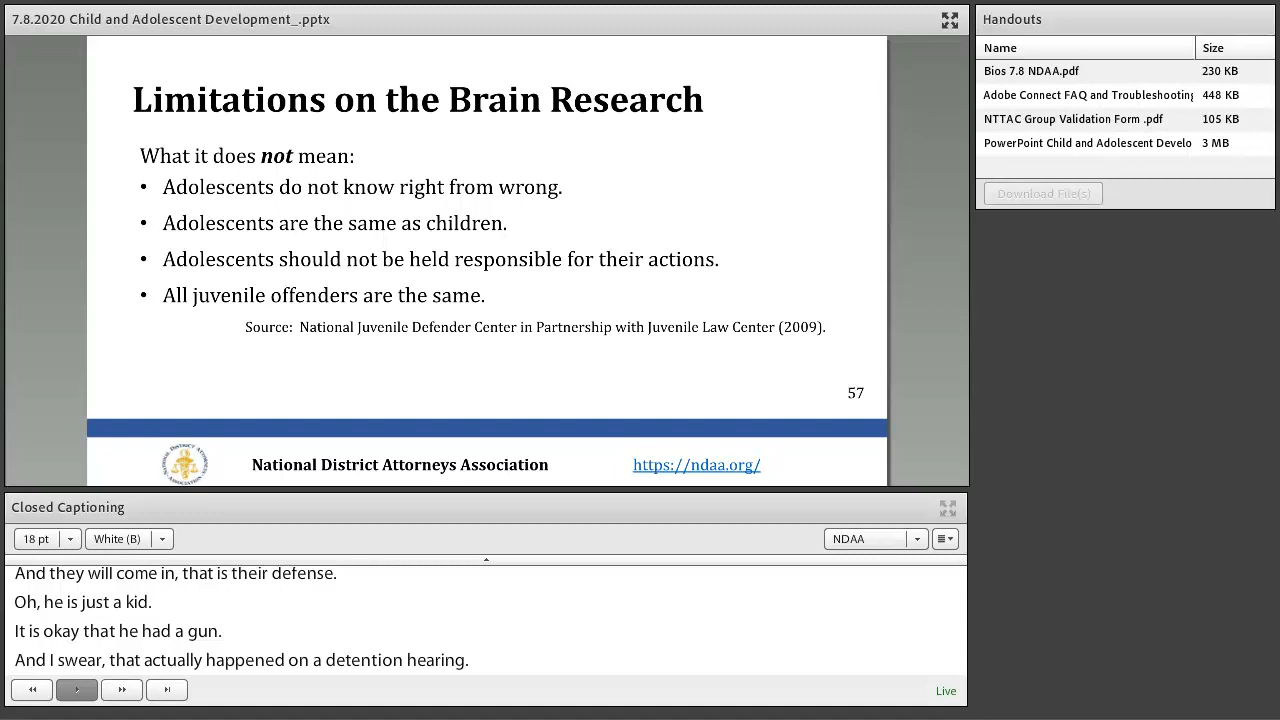 7.8.2020 Child and Adolescent Development_.pptx
Limitations on the Brain Research
What it does not mean:
• Adolescents do not know right from wrong.
• Adolescents are the same as children.
• Adolescents should not be held responsible for their actions.
• All juvenile offenders are the same.
Source: National Juvenile Defender Center in Partnership with Juvenile Law Center (2009).
57
National District Attorneys Association https://ndaa.org/
Handouts
Name Size
Bios 7.8 NDAA.pdf 230 KB
Adobe Connect FAQ and Troubleshooting 448 KB
NTTAC Group Validation Form .pdf 105 KB
PowerPoint Child and Adolescent Develo 3 MB
Download File(s)
Closed Captioning
18 pt White (B) NDAA
And they will come in, that is their defense.
Oh, he is just a kid.
It is okay that he had a gun.
And I swear, that actually happened on a detention hearing.
Live